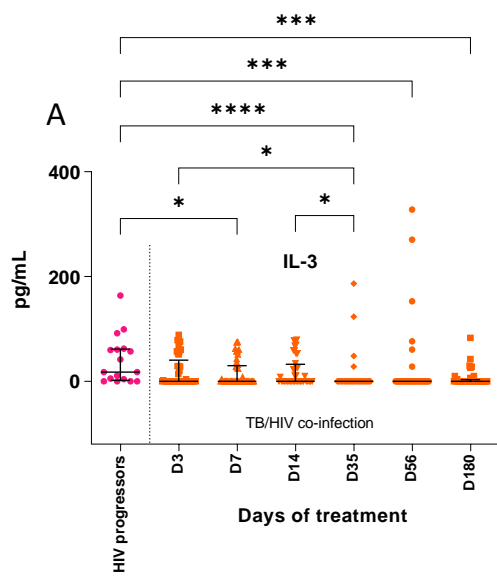 ***
***
A
****
*
*
*
400
200
0
pg/mL
IL-3
TB/HIV co-infection
HIV progressors
D3
D7
D14
D35
D56
D180
Days of treatment